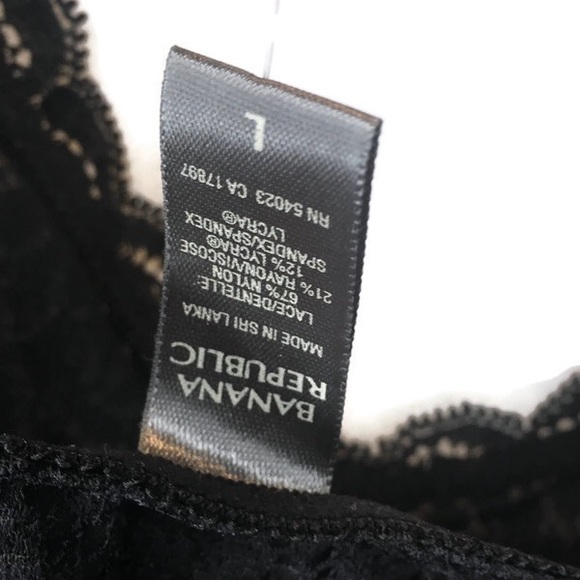 BANANA
REPUBLIC
MADE IN SRI LANKA
LACE/DENTELLE:
67% NYLON
21% RAYON/VISCOSE
12% LYCRA®
SPANDEX/SPANDEX
LYCRA®
RN 54023 CA 17897
L